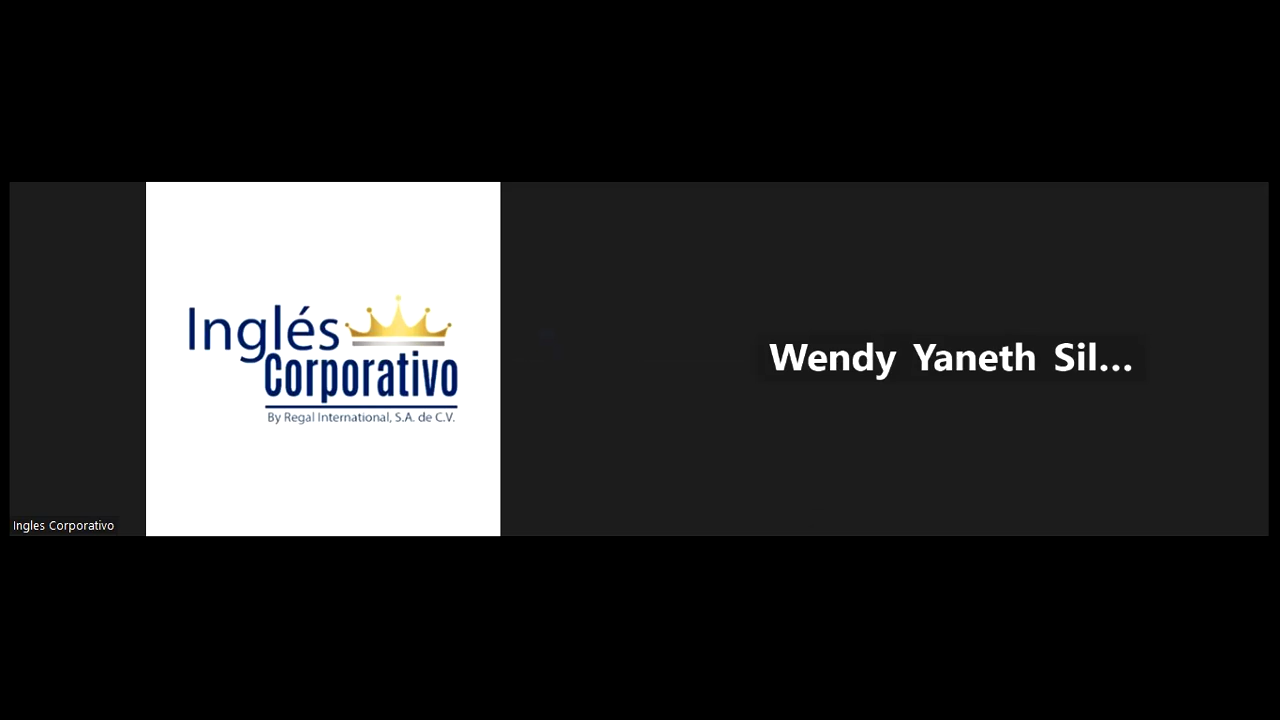 Inglés
Corporativo
By Regal International, S.A. de C.V.
Wendy Yaneth Sil...
Ingles Corporativo